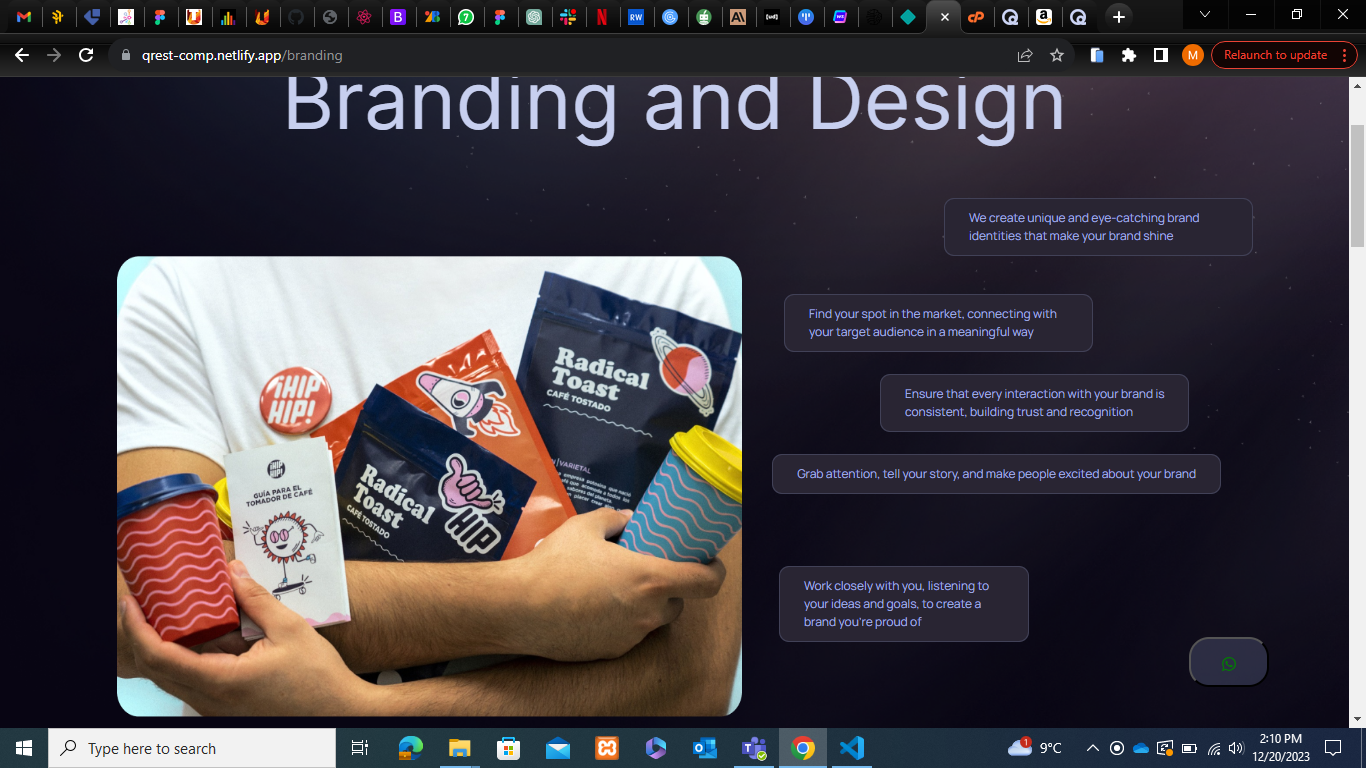 RW
qrest-comp.netlify.app/branding
M
Relaunch to update
Branding and Design
We create unique and eye-catching brand
identities that make your brand shine
Find your spot in the market, connecting with
your target audience in a meaningful way
Ensure that every interaction with your brand is
consistent, building trust and recognition
Grab attention, tell your story, and make people excited about your brand
Work closely with you, listening to
your ideas and goals, to create a
brand you're proud of
¡HIP
HIP!
Radical
Toast
CAFÉ TOSTADO
VARIETAL
Radical
Toast
CAFÉ TOSTADO
HIP
¡HIP
HIP!
GUÍA PARA EL
TOMADOR DE CAFÉ
Type here to search
1
9°C
2:10 PM
12/20/2023